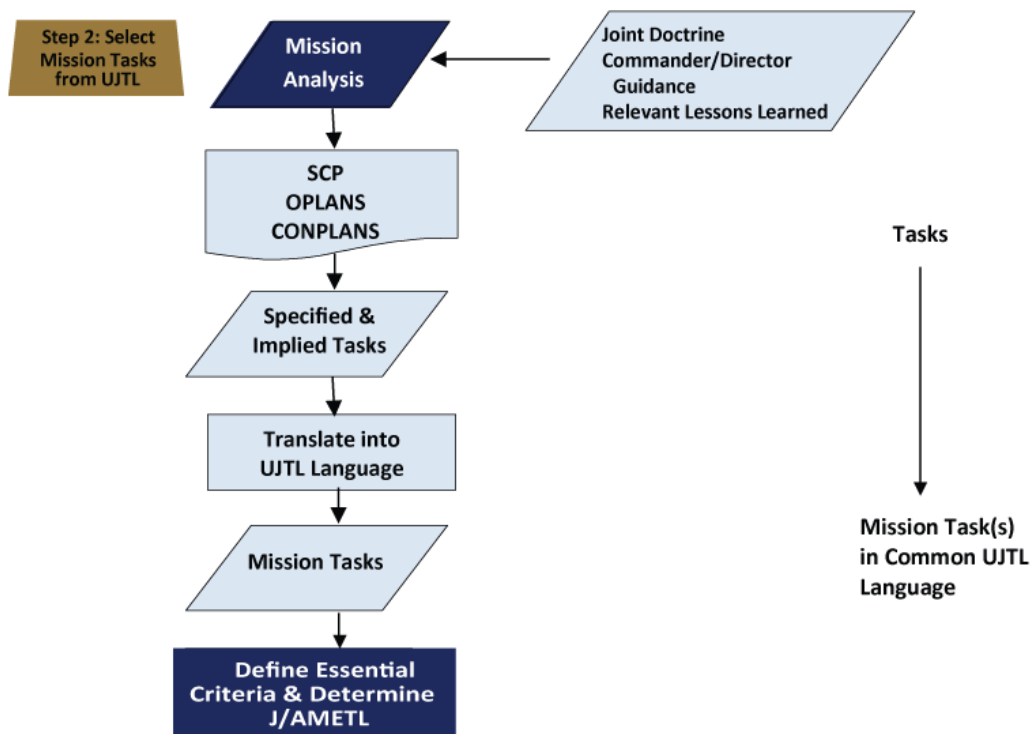 Step 2: Select
Mission Tasks
from UJTL
Mission
Analysis
Joint Doctrine
Commander/Director
Guidance
Relevant Lessons Learned
SCP
OPLANS
CONPLANS
Specified &
Implied Tasks
Translate into
UJTL Language
Mission Tasks
Define Essential
Criteria & Determine
J/AMETL
Tasks
Mission Task(s)
in Common UJTL
Language